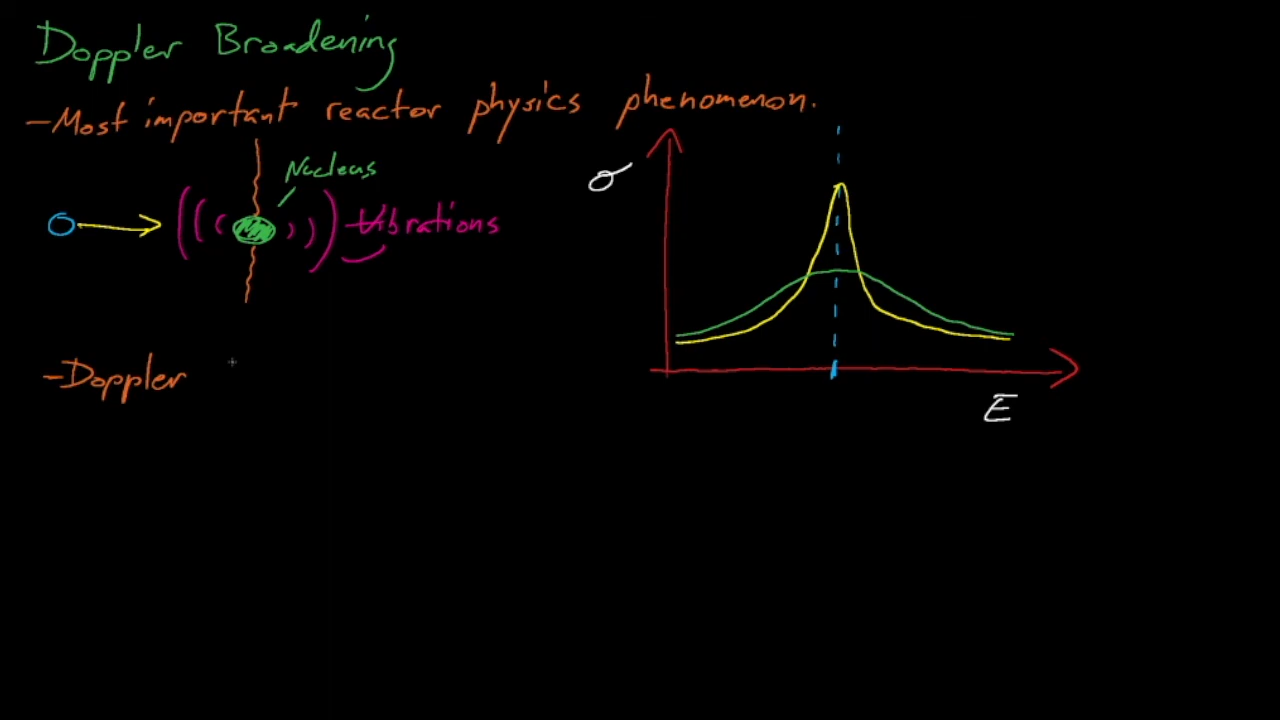 Doppler Broadening
-Most important reactor physics phenomenon.
Nucleus
Vibrations
σ
-Doppler
E